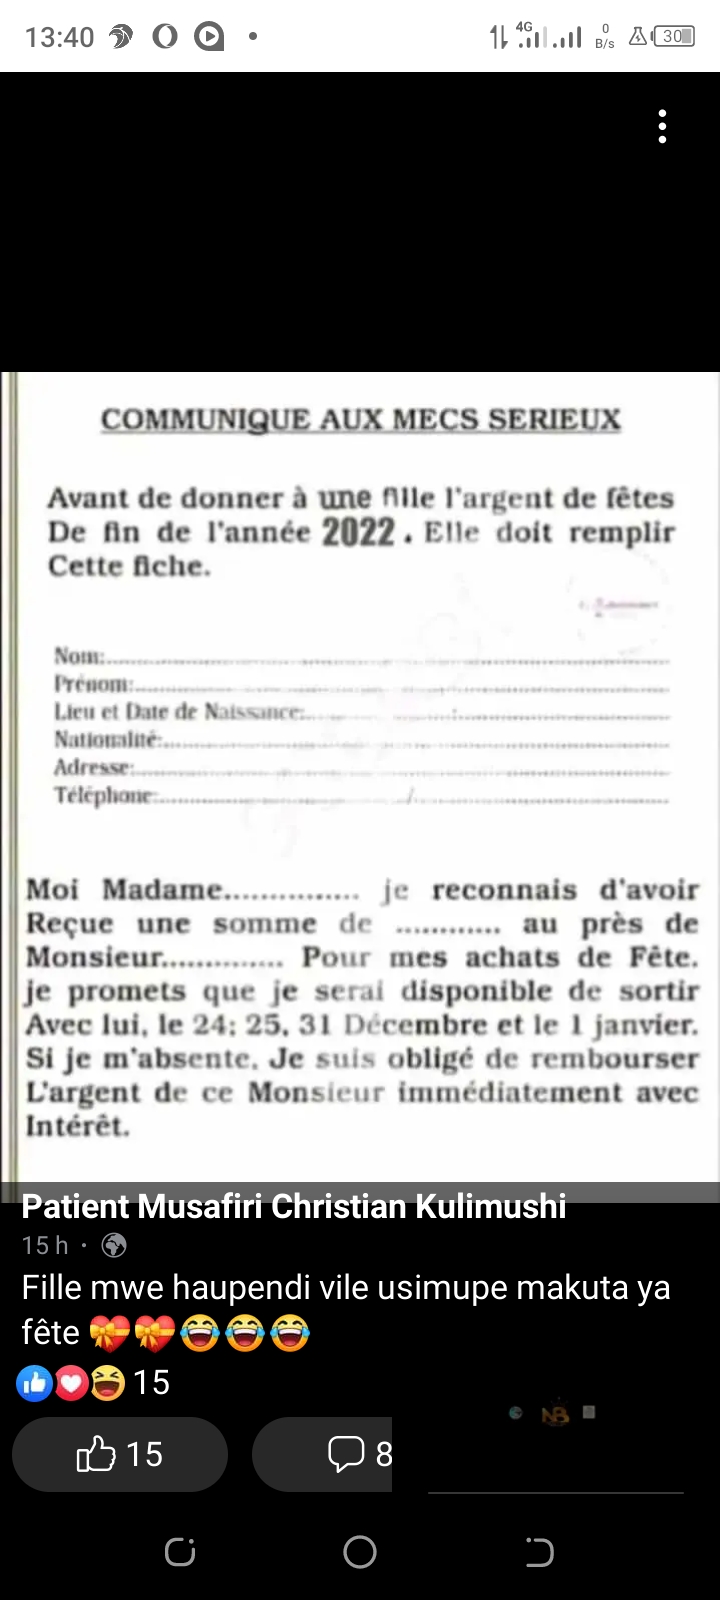 13:40
4G
0
B/s
30
COMMUNIQUE AUX MECS SERIEUX
Avant de donner à une fille l'argent de fêtes
De fin de l'année 2022 . Elle doit remplir
Cette fiche.
Nom:................................................
Prénom:................................................
Lieu et Date de Naissance:................................................
Nationalité:................................................
Adresse:................................................
Téléphone:........................./.........................
Moi Madame............... je reconnais d'avoir
Reçue une somme de ............ au près de
Monsieur.............. Pour mes achats de Fête.
je promets que je serai disponible de sortir
Avec lui, le 24; 25, 31 Décembre et le 1 janvier.
Si je m'absente, Je suis obligé de rembourser
L'argent de ce Monsieur immédiatement avec
Intérêt.
Patient Musafiri Christian Kulimushi
15 h ·
Fille mwe haupendi vile usimupe makuta ya
fête 💝💝😂😂😂
15
15
8
NB